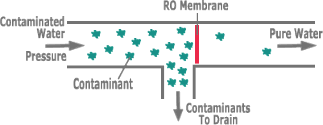 RO Membrane
Contaminated
Water
Pressure
Pure Water
Contaminant
Contaminants
To Drain